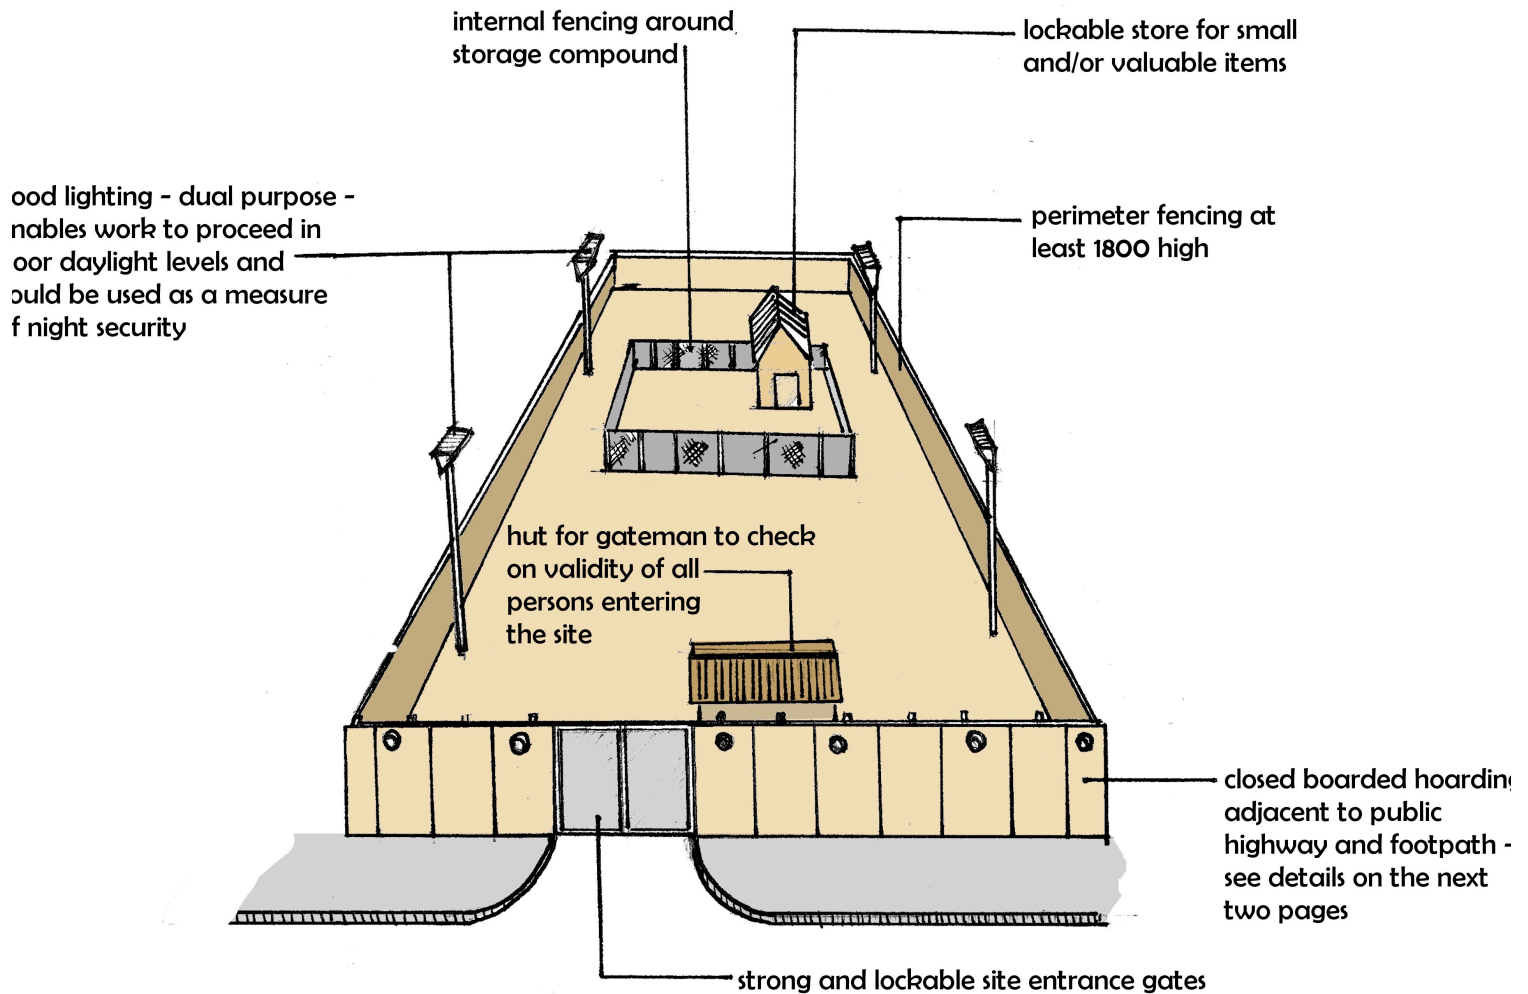 internal fencing around
storage compound
lockable store for small
and/or valuable items
ood lighting - dual purpose -
nables work to proceed in
oor daylight levels and
ould be used as a measure
f night security
perimeter fencing at
least 1800 high
hut for gateman to check
on validity of all
persons entering
the site
closed boarded hoarding
adjacent to public
highway and footpath -
see details on the next
two pages
strong and lockable site entrance gates